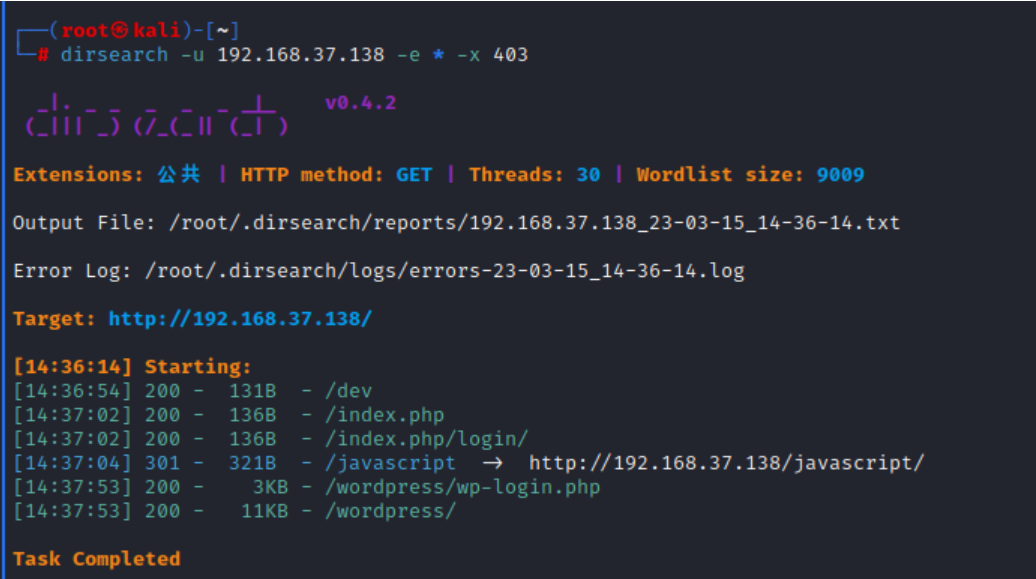 (root㉿kali)-[~]
# dirsearch -u 192.168.37.138 -e * -x 403
v0.4.2
Extensions: 公共 | HTTP method: GET | Threads: 30 | Wordlist size: 9009
Output File: /root/.dirsearch/reports/192.168.37.138_23-03-15_14-36-14.txt
Error Log: /root/.dirsearch/logs/errors-23-03-15_14-36-14.log
Target: http://192.168.37.138/
[14:36:14] Starting:
[14:36:54] 200 -  131B  - /dev
[14:37:02] 200 -  136B  - /index.php
[14:37:02] 200 -  136B  - /index.php/login/
[14:37:04] 301 -  321B  - /javascript  →  http://192.168.37.138/javascript/
[14:37:53] 200 -    3KB - /wordpress/wp-login.php
[14:37:53] 200 -   11KB - /wordpress/
Task Completed